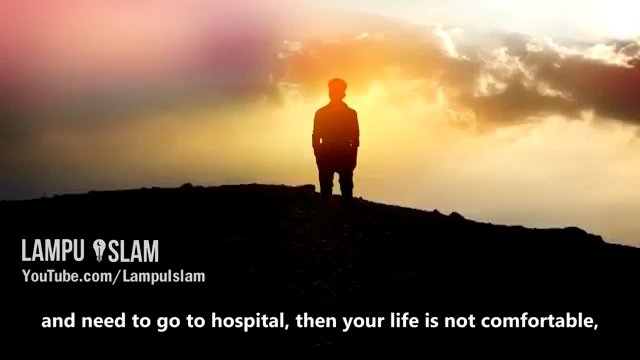 LAMPU ISLAM
YouTube.com/LampuIslam
and need to go to hospital, then your life is not comfortable,